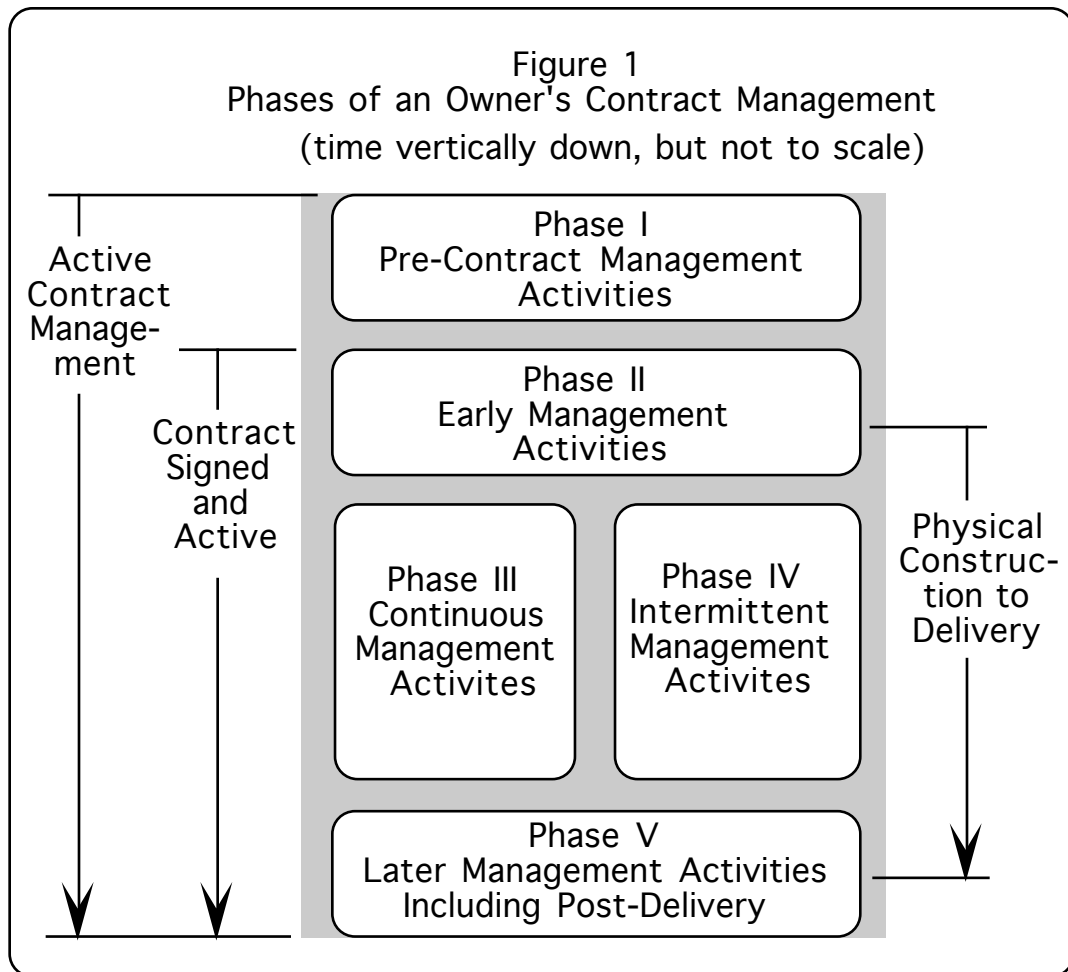 Figure 1
Phases of an Owner's Contract Management
(time vertically down, but not to scale)
Active
Contract
Manage-
ment
Contract
Signed
and
Active
Phase I
Pre-Contract Management
Activities
Phase II
Early Management
Activities
Phase III
Continuous
Management
Activites
Phase IV
Intermittent
Management
Activites
Physical
Construc-
tion to
Delivery
Phase V
Later Management Activities
Including Post-Delivery